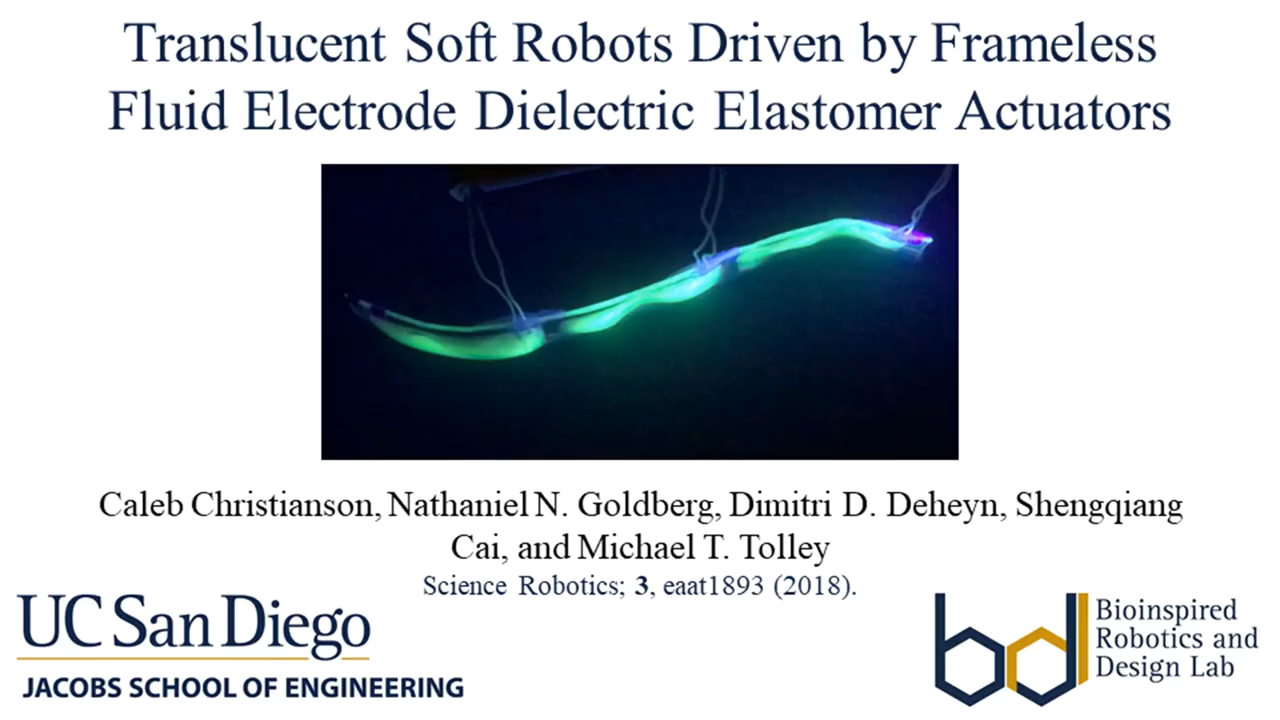 Translucent Soft Robots Driven by Frameless
Fluid Electrode Dielectric Elastomer Actuators
Caleb Christianson, Nathaniel N. Goldberg, Dimitri D. Deheyn, Shengqiang
Cai, and Michael T. Tolley
Science Robotics; 3, eaat1893 (2018).
UC San Diego
JACOBS SCHOOL OF ENGINEERING
bd
Bioinspired
Robotics and
Design Lab